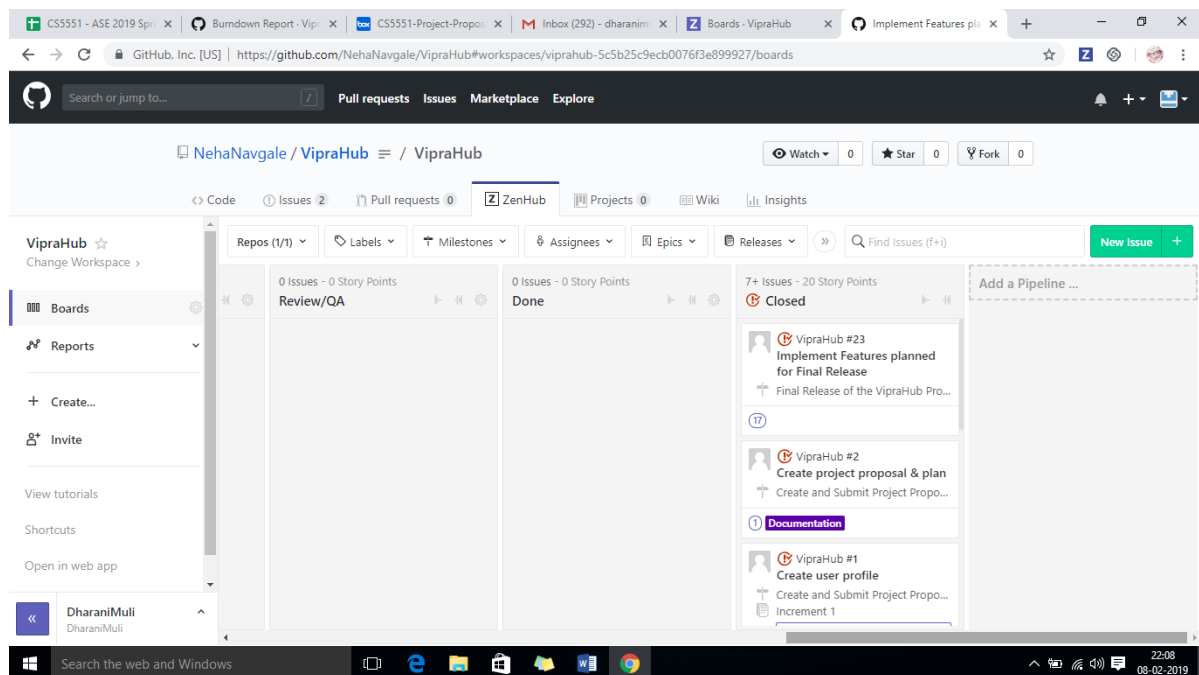 CS5551 - ASE 2019 Spri
Burndown Report · Vipr
box CS5551-Project-Propos
Inbox (292) - dharanim
Z Boards · VipraHub
Implement Features pla
GitHub, Inc. [US] | https://github.com/NehaNavgale/VipraHub#workspaces/viprahub-5c5b25c9ecb0076f3e899927/boards
Search or jump to... / Pull requests Issues Marketplace Explore
NehaNavgale / VipraHub / VipraHub
Watch 0 Star 0 Fork 0
Code Issues 2 Pull requests 0 Z ZenHub Projects 0 Wiki Insights
VipraHub
Change Workspace
Boards
Reports
Create...
Invite
View tutorials
Shortcuts
Open in web app
DharaniMuli
DharaniMuli
Repos (1/1) Labels Milestones Assignees Epics Releases Find Issues (f+i) New Issue +
0 Issues - 0 Story Points
Review/QA
0 Issues - 0 Story Points
Done
7+ Issues - 20 Story Points
Closed
VipraHub #23
Implement Features planned
for Final Release
Final Release of the VipraHub Pro...
17
VipraHub #2
Create project proposal & plan
Create and Submit Project Propo...
1 Documentation
VipraHub #1
Create user profile
Create and Submit Project Propo...
Increment 1
Add a Pipeline ...
Search the web and Windows
22:08
08-02-2019